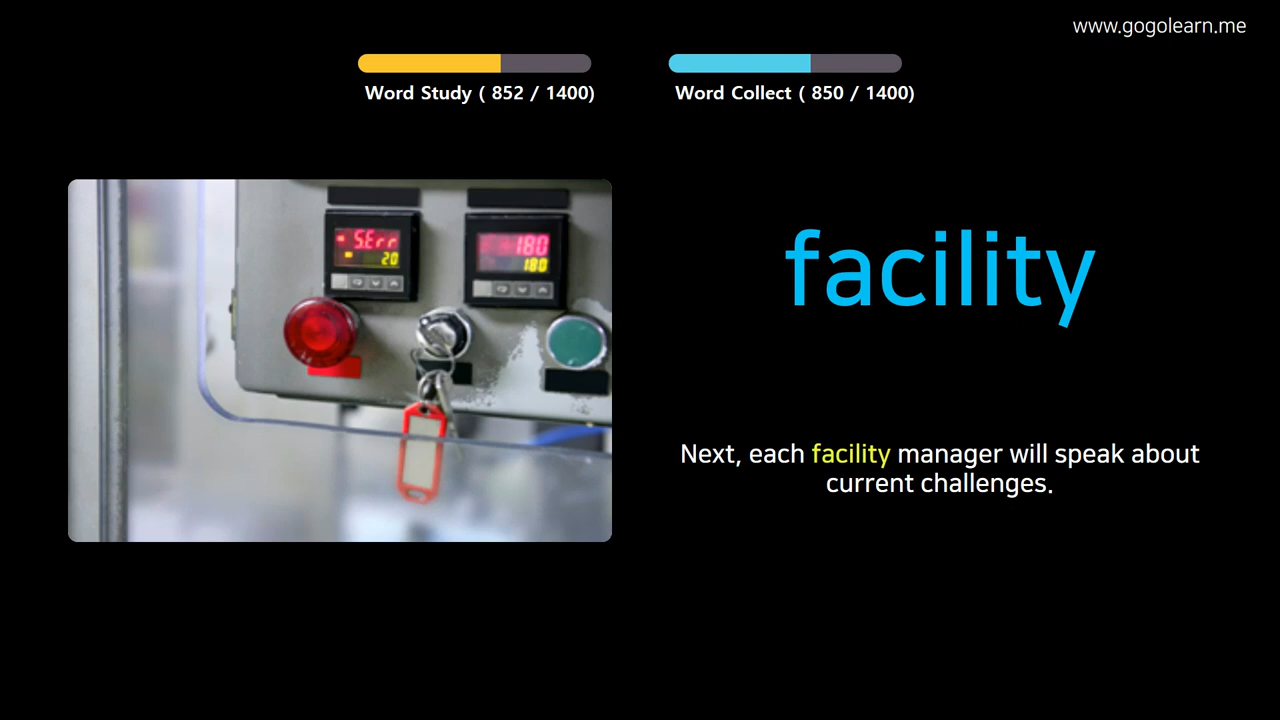 www.gogolearn.me
Word Study ( 852 / 1400)
Word Collect ( 850 / 1400)
S.Err
20
180
180
facility
Next, each facility manager will speak about
current challenges.